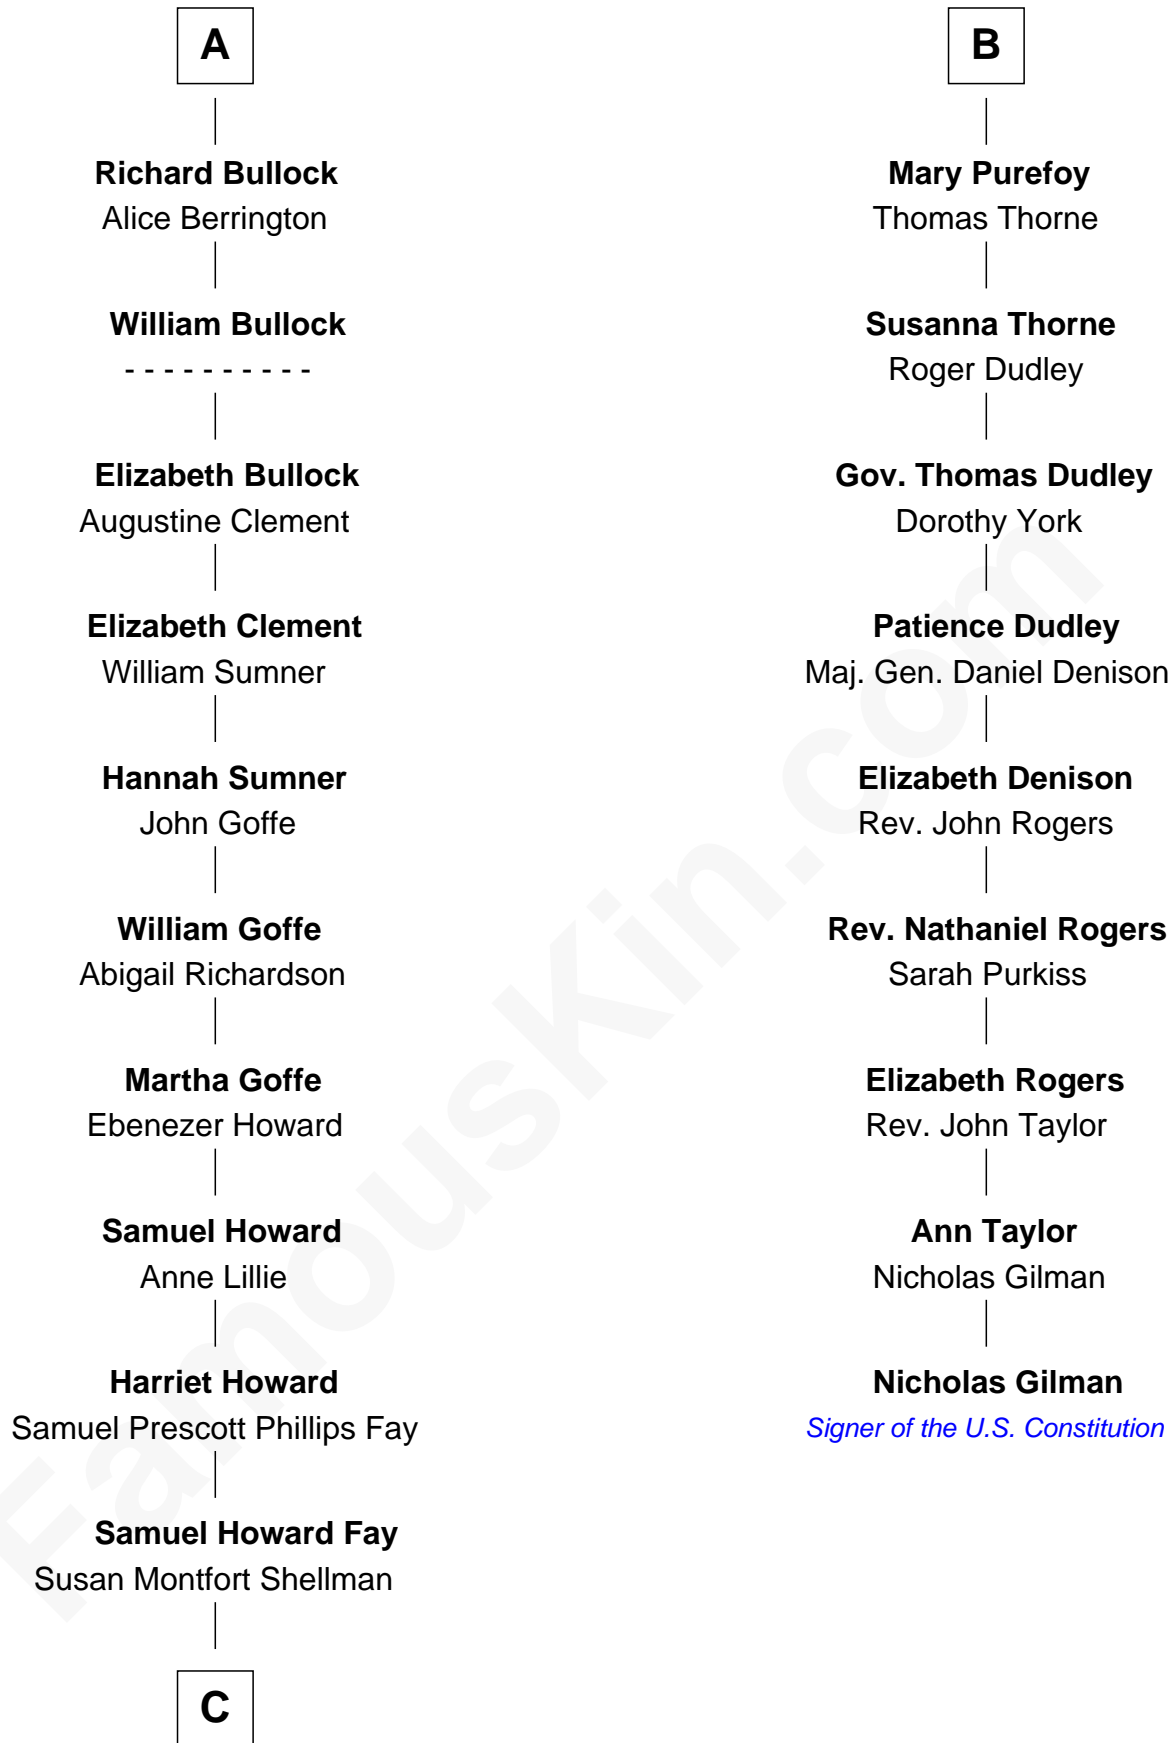 A
Richard Bullock
Alice Berrington
William Bullock
- - - - - - - - - -
Elizabeth Bullock
Augustine Clement
Elizabeth Clement
William Sumner
Hannah Sumner
John Goffe
William Goffe
Abigail Richardson
Martha Goffe
Ebenezer Howard
Samuel Howard
Anne Lillie
Harriet Howard
Samuel Prescott Phillips Fay
Samuel Howard Fay
Susan Montfort Shellman
C
B
Mary Purefoy
Thomas Thorne
Susanna Thorne
Roger Dudley
Gov. Thomas Dudley
Dorothy York
Patience Dudley
Maj. Gen. Daniel Denison
Elizabeth Denison
Rev. John Rogers
Rev. Nathaniel Rogers
Sarah Purkiss
Elizabeth Rogers
Rev. John Taylor
Ann Taylor
Nicholas Gilman
Nicholas Gilman
Signer of the U.S. Constitution
FamousKin.com